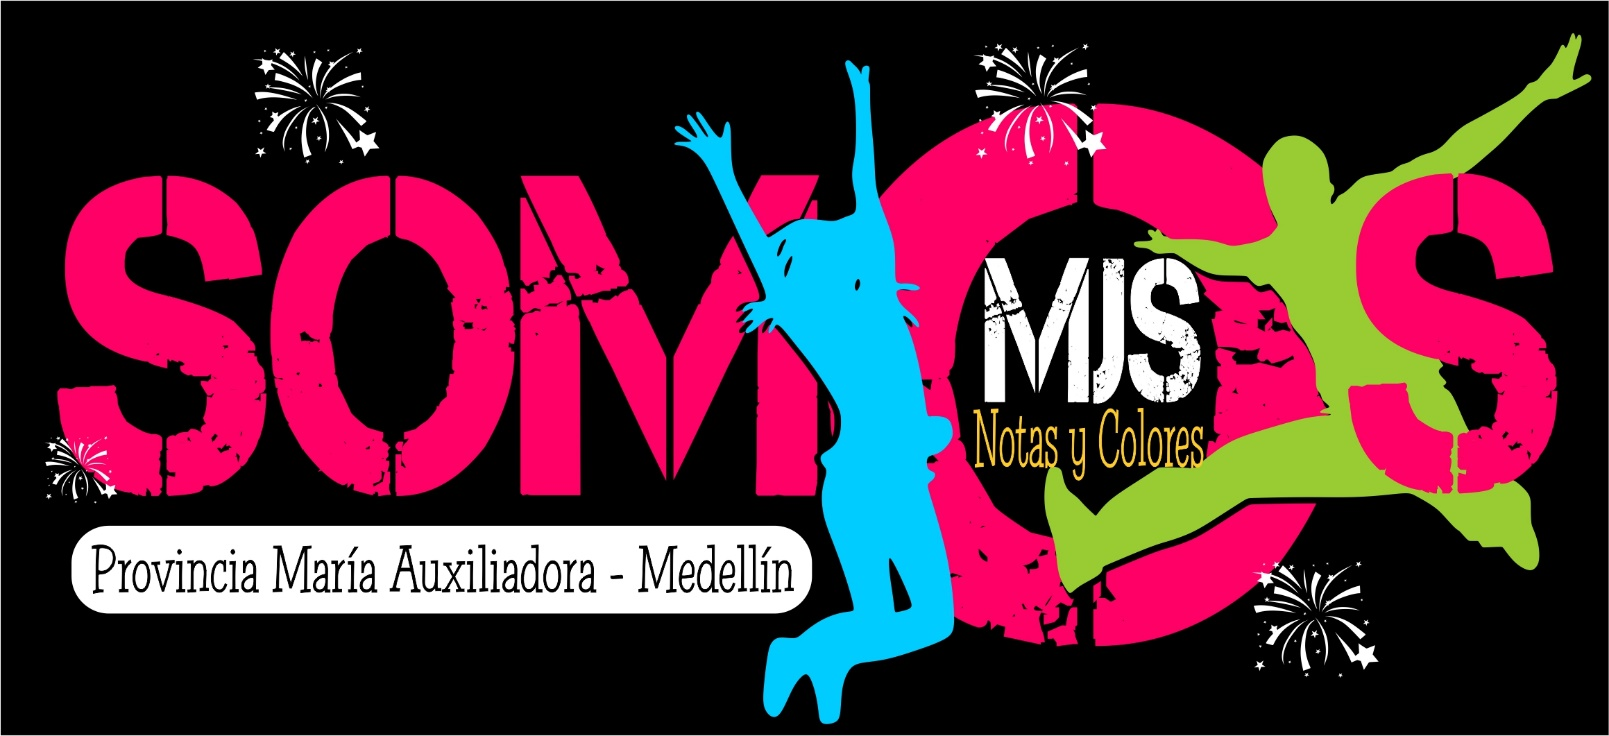 SOMOS
MJS
Notas y Colores
Provincia María Auxiliadora - Medellín